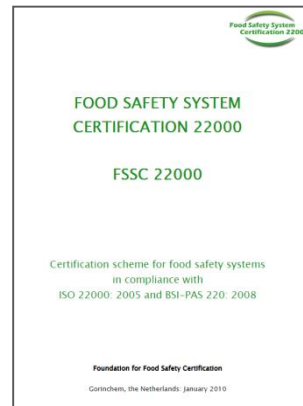 Food Safety System
Certification 22000
FOOD SAFETY SYSTEM
CERTIFICATION 22000
FSSC 22000
Certification scheme for food safety systems
in compliance with
ISO 22000: 2005 and BSI-PAS 220: 2008
Foundation for Food Safety Certification
Gorinchem, the Netherlands: January 2010